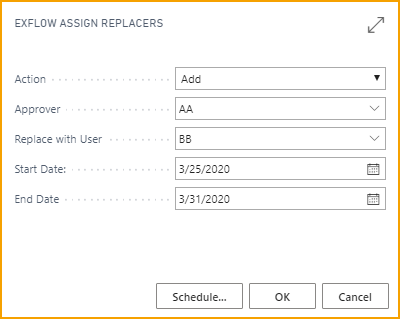 EXFLOW ASSIGN REPLACERS
Action Add
Approver AA
Replace with User BB
Start Date: 3/25/2020
End Date 3/31/2020
Schedule... OK Cancel